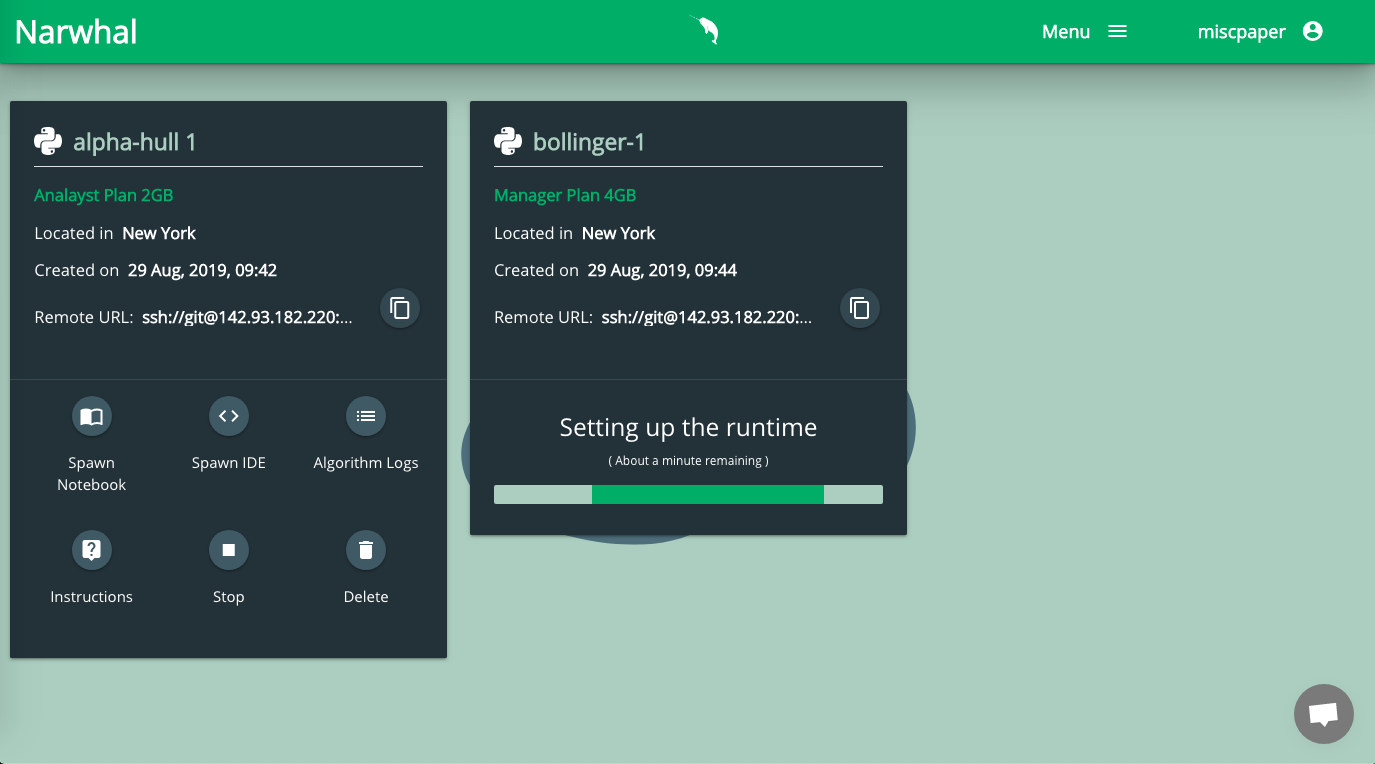 Narwhal
Menu
miscpaper
alpha-hull 1
Analayst Plan 2GB
Located in New York
Created on 29 Aug, 2019, 09:42
Remote URL: ssh://git@142.93.182.220:...
Spawn
Notebook
Spawn IDE
Algorithm Logs
Instructions
Stop
Delete
bollinger-1
Manager Plan 4GB
Located in New York
Created on 29 Aug, 2019, 09:44
Remote URL: ssh://git@142.93.182.220:...
Setting up the runtime
( About a minute remaining )